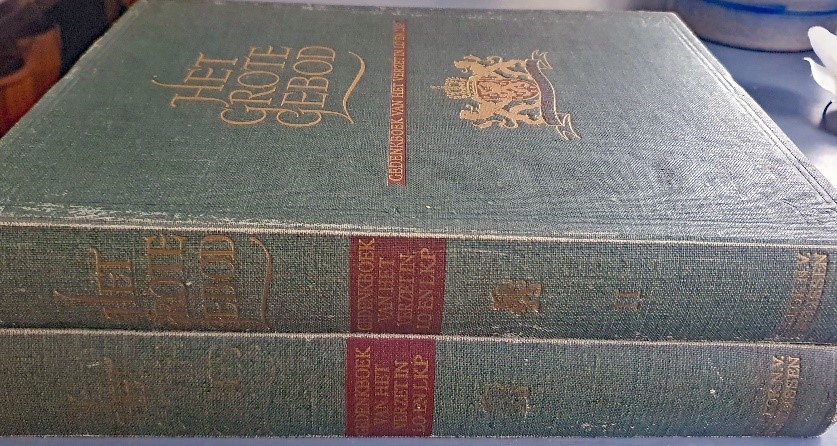 HET
GROTE
GEBOD
GEDENKBOEK VAN HET VERZET IN LO EN LKP
HET
GROTE
GEBOD
GEDENKBOEK
VAN HET
VERZET IN
LO EN LKP
II
GEDENKBOEK
VAN HET
VERZET IN
LO EN LKP
N.V.